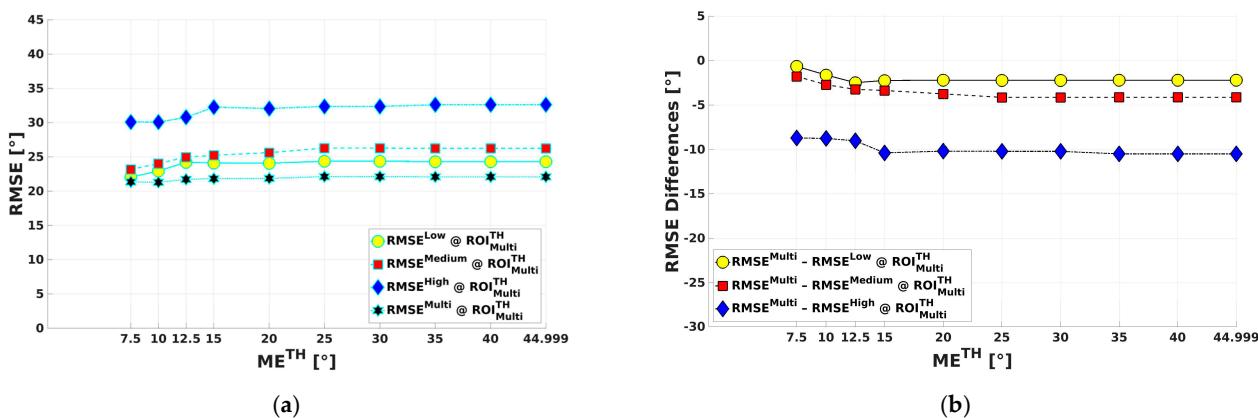 45
40
35
30
25
20
15
10
5
0
RMSE [°]
RMSE^Low @ ROI^TH_Multi
RMSE^Medium @ ROI^TH_Multi
RMSE^High @ ROI^TH_Multi
RMSE^Multi @ ROI^TH_Multi
7.5 10 12.5 15 20 25 30 35 40 44.999
ME^TH [°]
(a)
5
0
-5
-10
-15
-20
-25
-30
RMSE Differences [°]
RMSE^Multi – RMSE^Low @ ROI^TH_Multi
RMSE^Multi – RMSE^Medium @ ROI^TH_Multi
RMSE^Multi – RMSE^High @ ROI^TH_Multi
7.5 10 12.5 15 20 25 30 35 40 44.999
ME^TH [°]
(b)